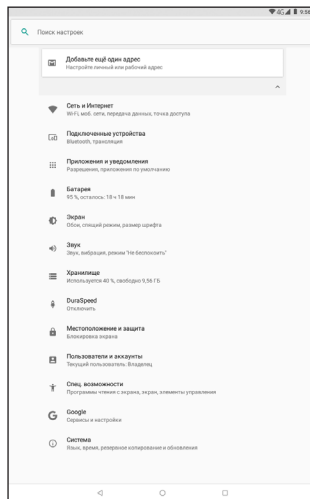 4G 9:08
Поиск настроек
Добавьте ещё один адрес
Настройте личный или рабочий адрес
Сеть и Интернет
Wi-Fi, моб. сети, передача данных, точка доступа
Подключенные устройства
Bluetooth, трансляция
Приложения и уведомления
Разрешения, приложения по умолчанию
Батарея
95 %, осталось: 18 ч 18 мин
Экран
Обои, спящий режим, размер шрифта
Звук
Звук, вибрация, режим "Не беспокоить"
Хранилище
Используется 40 %, свободно 9,56 ГБ
DuraSpeed
Отключить
Местоположение и защита
Блокировка экрана
Пользователи и аккаунты
Текущий пользователь: Владелец
Спец. возможности
Программы чтения с экрана, экран, элементы управления
Google
Сервисы и настройки
Система
Язык, время, резервное копирование и обновления